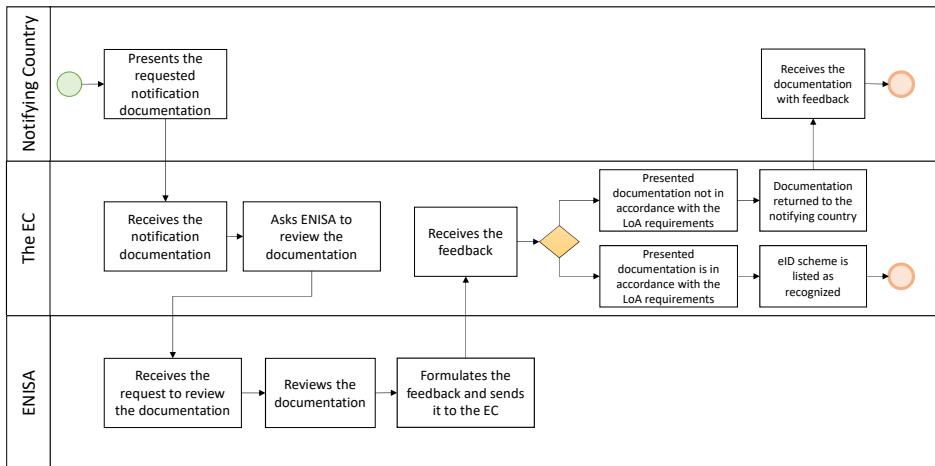 Notifying Country
Presents the
requested
notification
documentation
Receives the
documentation
with feedback
The EC
Receives the
notification
documentation
Asks ENISA to
review the
documentation
Receives the
feedback
Presented
documentation not in
accordance with the
LoA requirements
Documentation
returned to the
notifying country
Presented
documentation is in
accordance with the
LoA requirements
eID scheme is
listed as
recognized
ENISA
Receives the
request to review
the documentation
Reviews the
documentation
Formulates the
feedback and sends
it to the EC